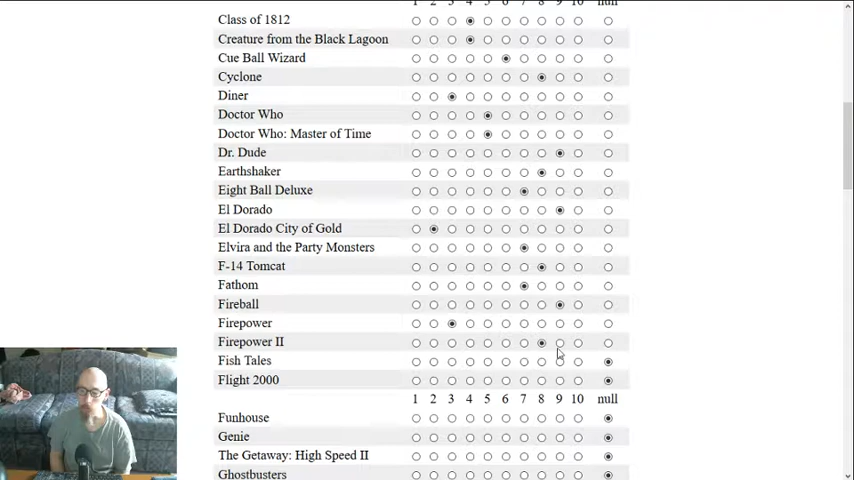 1 2 3 4 5 6 7 8 9 10 null
Class of 1812
Creature from the Black Lagoon
Cue Ball Wizard
Cyclone
Diner
Doctor Who
Doctor Who: Master of Time
Dr. Dude
Earthshaker
Eight Ball Deluxe
El Dorado
El Dorado City of Gold
Elvira and the Party Monsters
F-14 Tomcat
Fathom
Fireball
Firepower
Firepower II
Fish Tales
Flight 2000
1 2 3 4 5 6 7 8 9 10 null
Funhouse
Genie
The Getaway: High Speed II
Ghostbusters